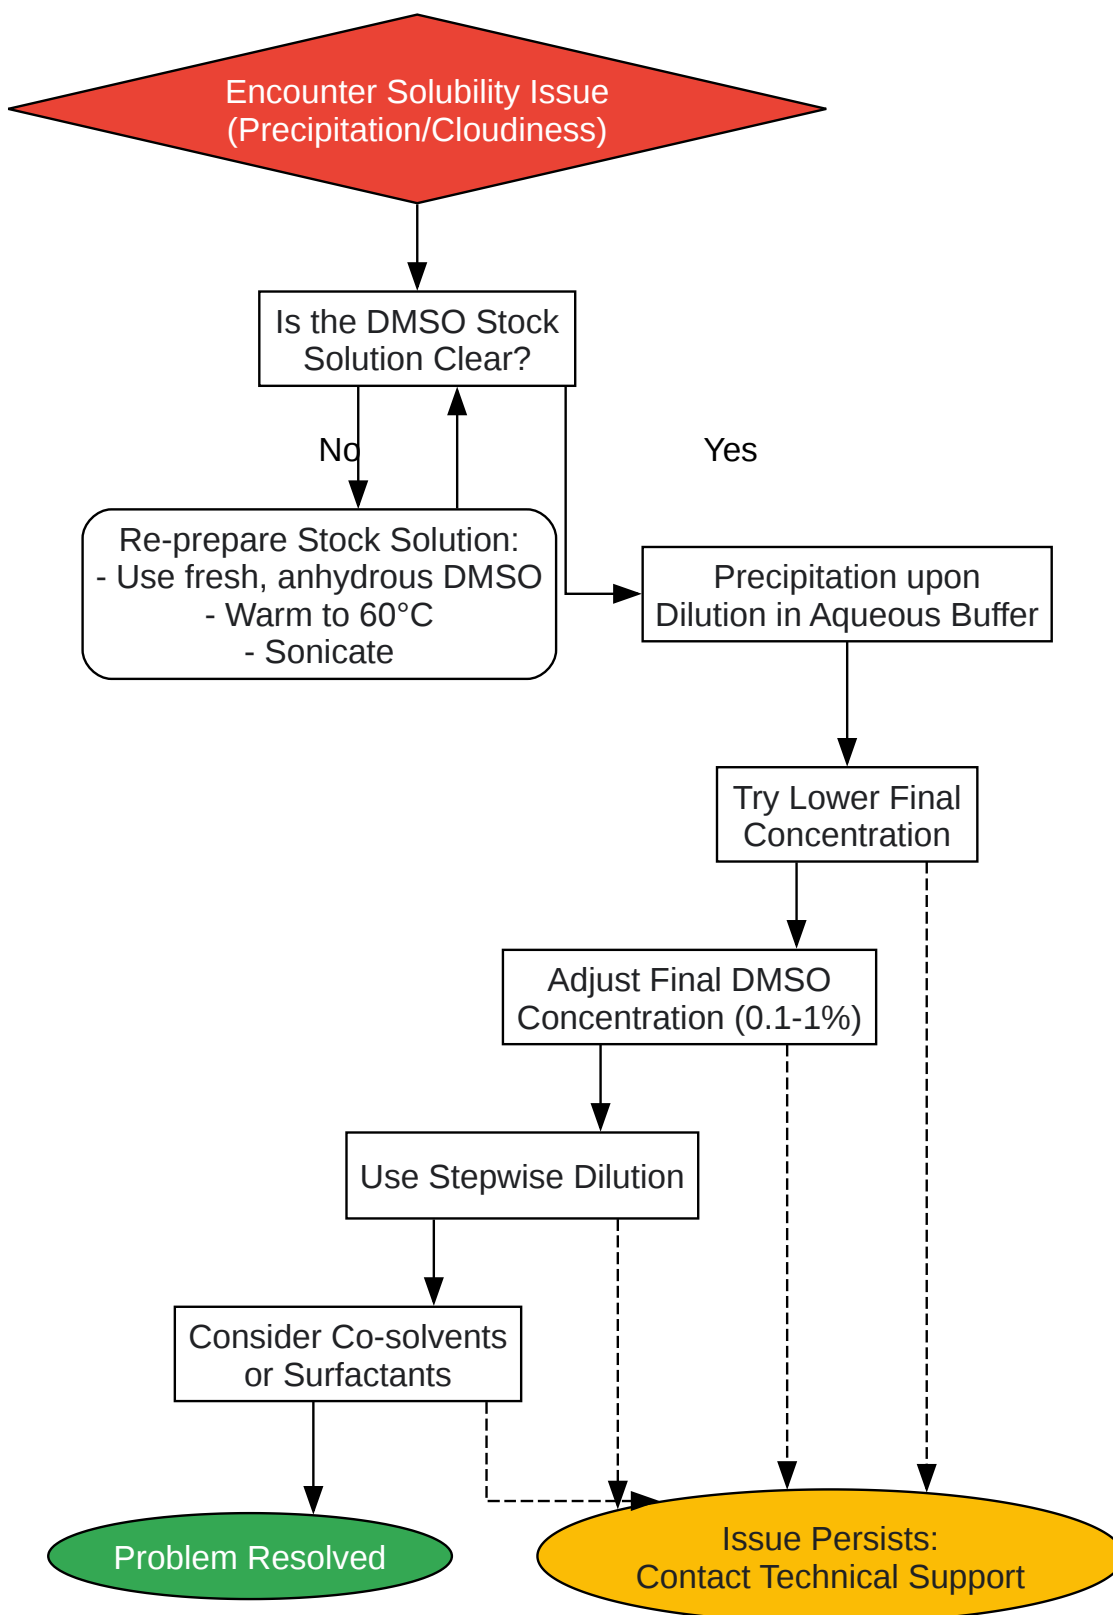 Encounter Solubility Issue
(Precipitation/Cloudiness)
Is the DMSO Stock
Solution Clear?
No
Yes
Re-prepare Stock Solution:
- Use fresh, anhydrous DMSO
- Warm to 60°C
- Sonicate
Precipitation upon
Dilution in Aqueous Buffer
Try Lower Final
Concentration
Adjust Final DMSO
Concentration (0.1-1%)
Use Stepwise Dilution
Consider Co-solvents
or Surfactants
Problem Resolved
Issue Persists:
Contact Technical Support